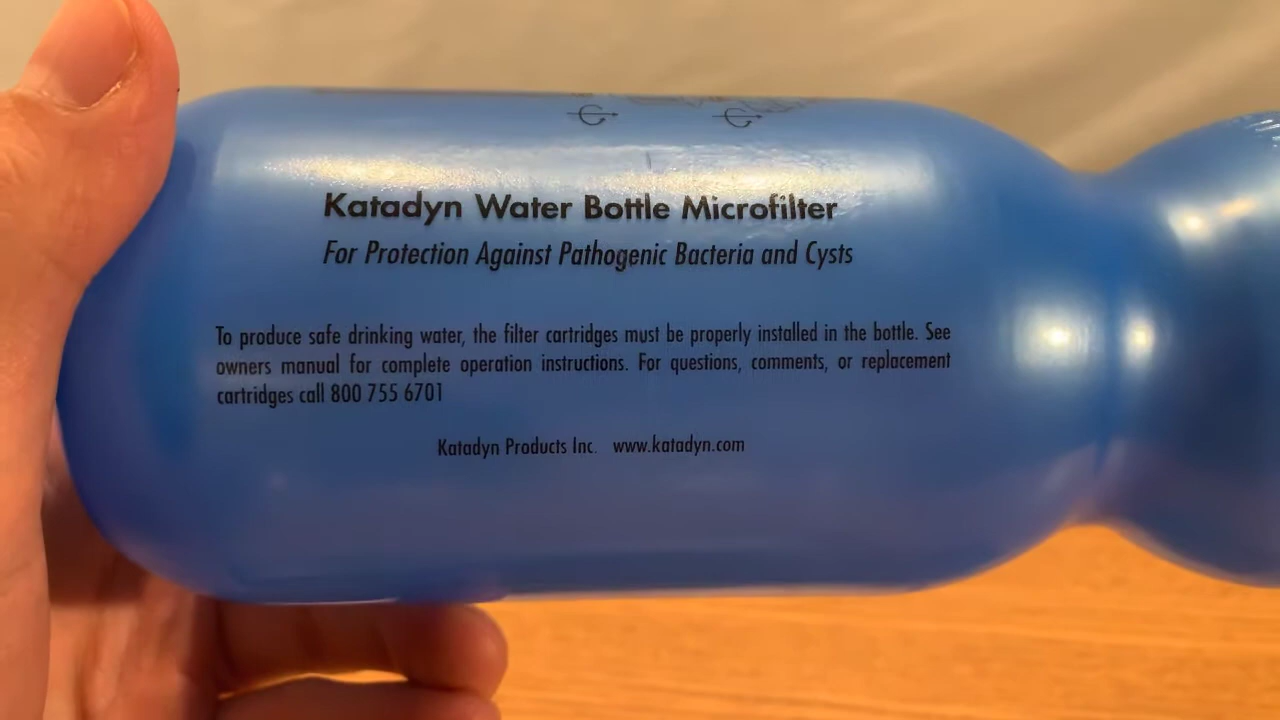 Katadyn Water Bottle Microfilter
For Protection Against Pathogenic Bacteria and Cysts
To produce safe drinking water, the filter cartridges must be properly installed in the bottle. See
owners manual for complete operation instructions. For questions, comments, or replacement
cartridges call 800 755 6701
Katadyn Products Inc. www.katadyn.com